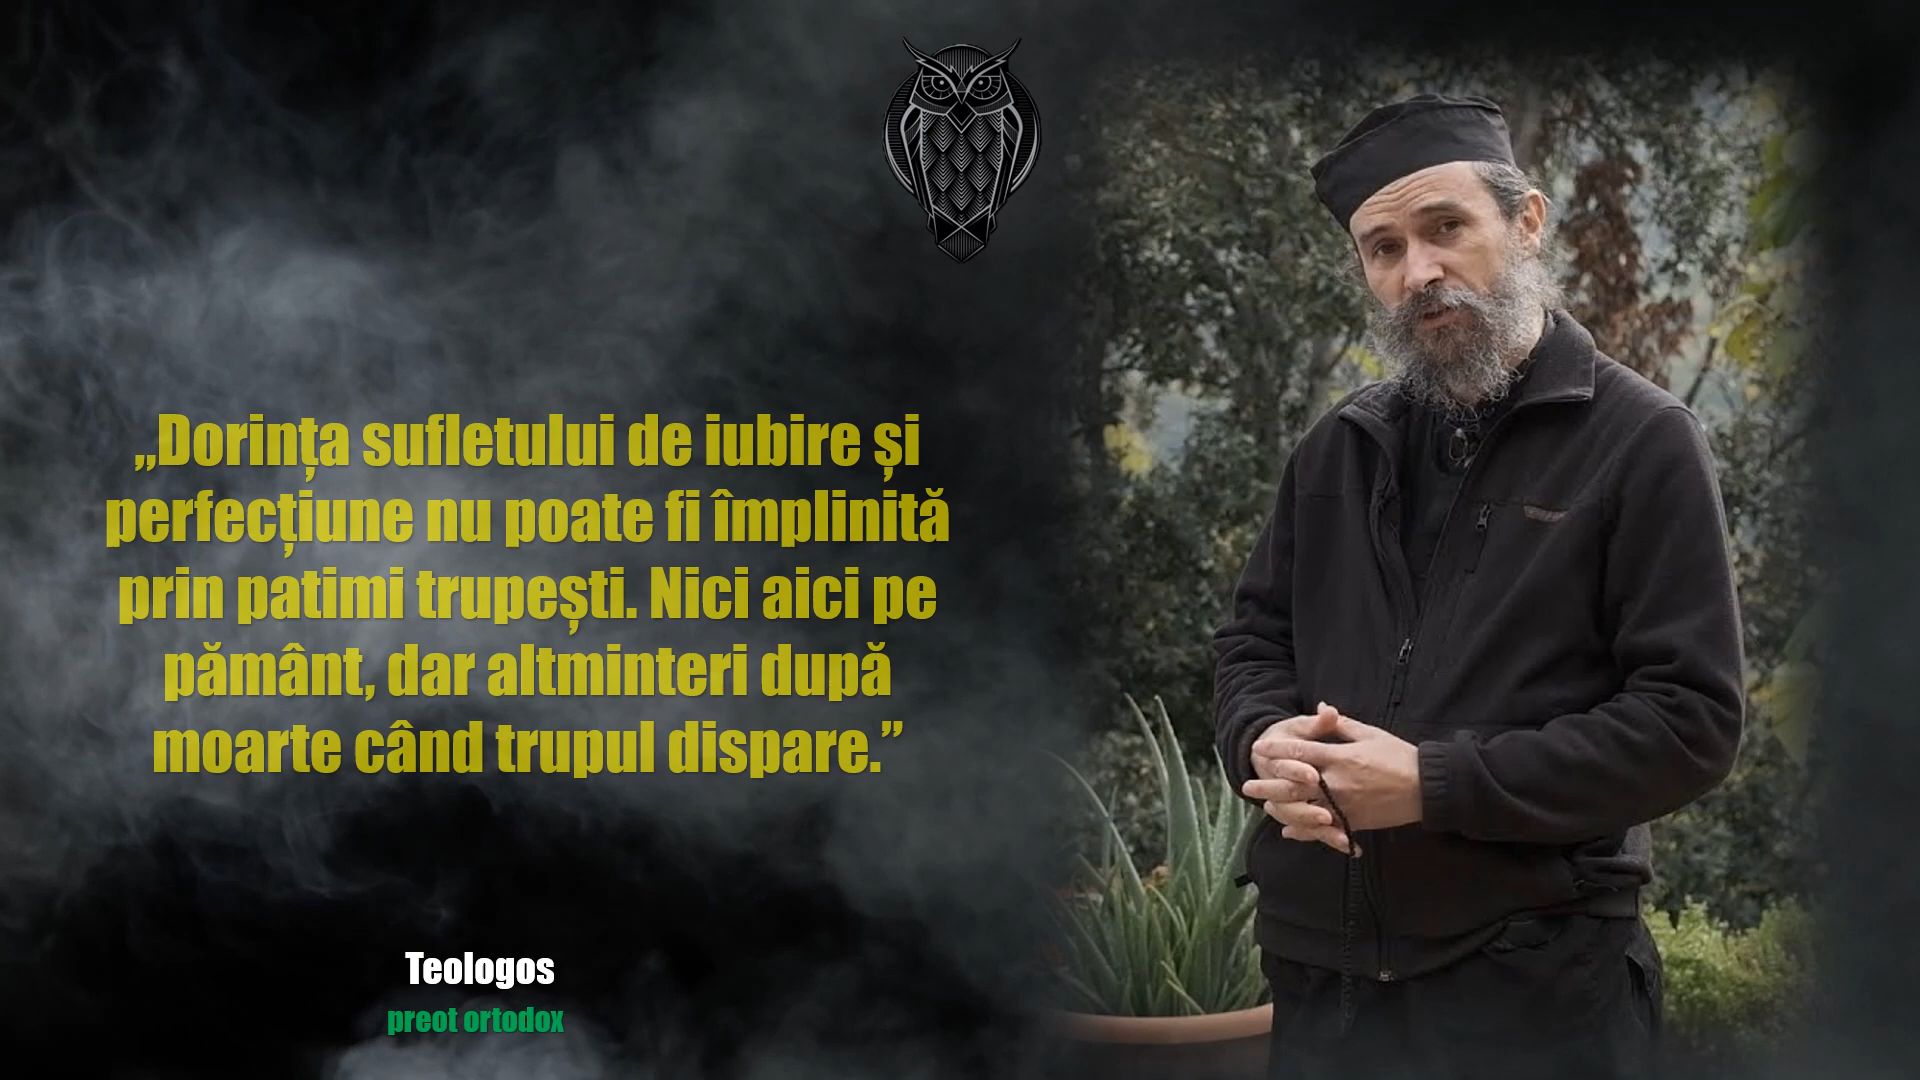 „Dorința sufletului de iubire și
perfecțiune nu poate fi împlinită
prin patimi trupești. Nici aici pe
pământ, dar altminteri după
moarte când trupul dispare.”
Teologos
preot ortodox